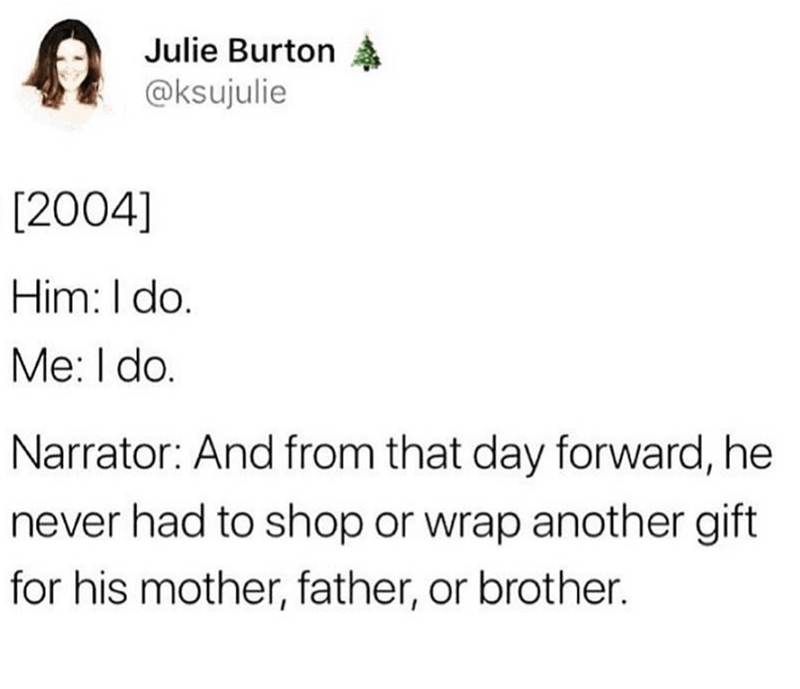 Julie Burton 🎄
@ksujulie
[2004]
Him: I do.
Me: I do.
Narrator: And from that day forward, he
never had to shop or wrap another gift
for his mother, father, or brother.